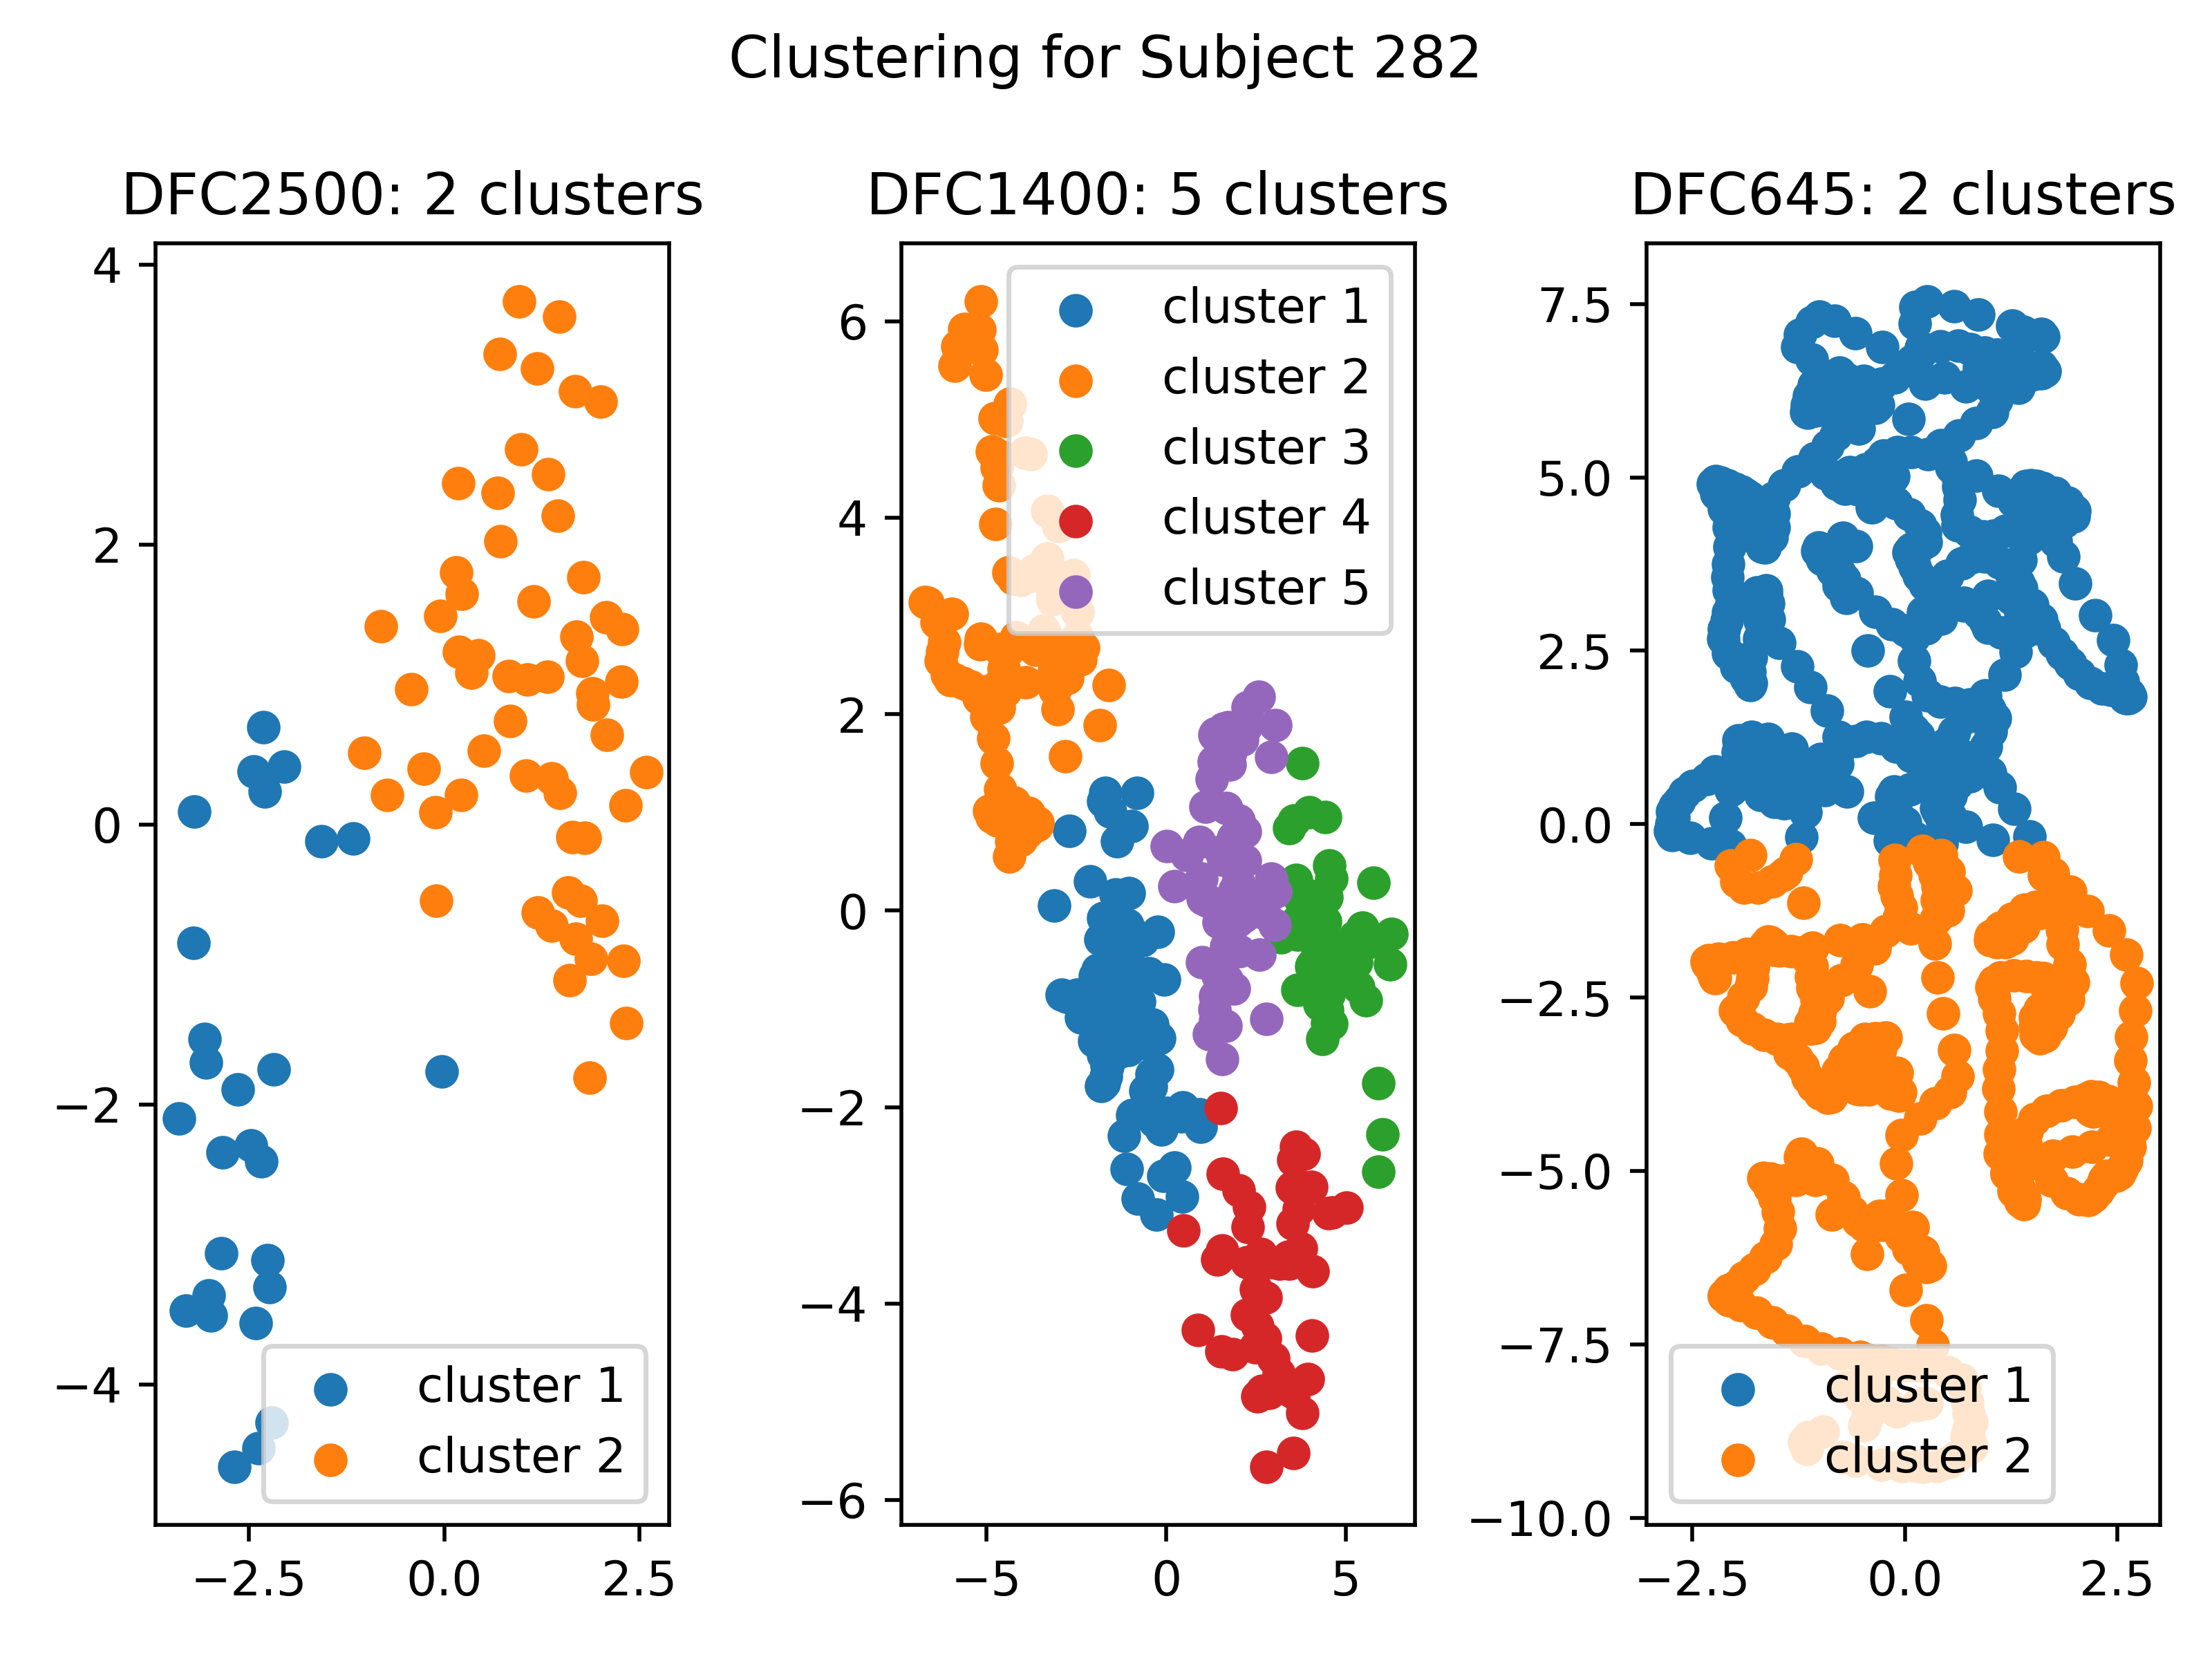 Clustering for Subject 282
DFC2500: 2 clusters
4
2
0
−2
−4
−2.5
0.0
2.5
cluster 1
cluster 2
DFC1400: 5 clusters
6
4
2
0
−2
−4
−6
−5
0
5
cluster 1
cluster 2
cluster 3
cluster 4
cluster 5
DFC645: 2 clusters
7.5
5.0
2.5
0.0
−2.5
−5.0
−7.5
−10.0
−2.5
0.0
2.5
cluster 1
cluster 2